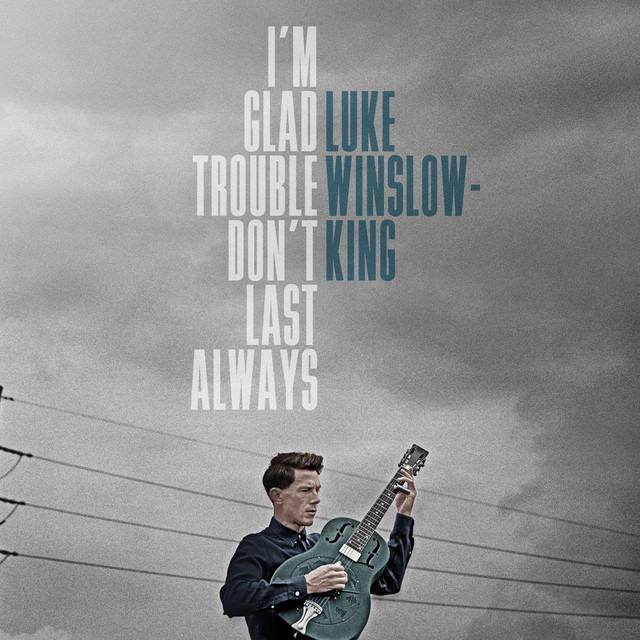 I'M
GLAD
TROUBLE
DON'T
LAST
ALWAYS
LUKE
WINSLOW-
KING